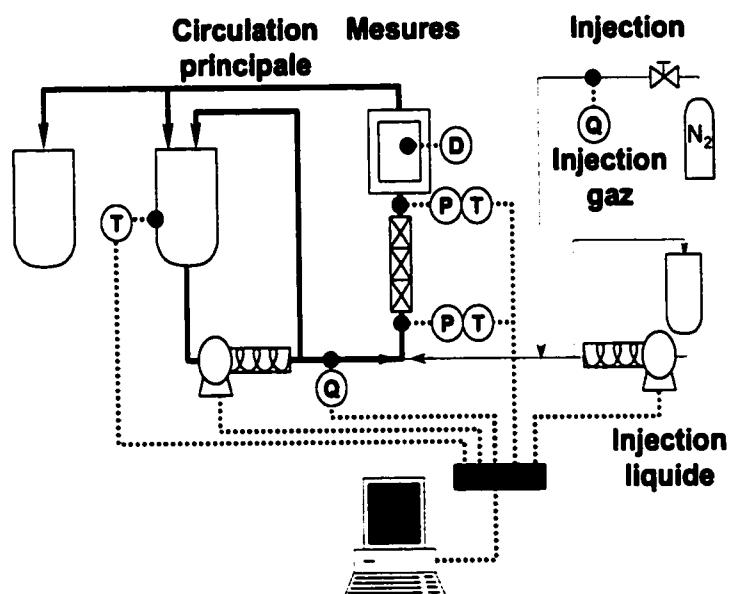 Circulation principale
Mesures
Injection
D
Q
N2
Injection
gaz
T
P T
P T
Q
Injection
liquide